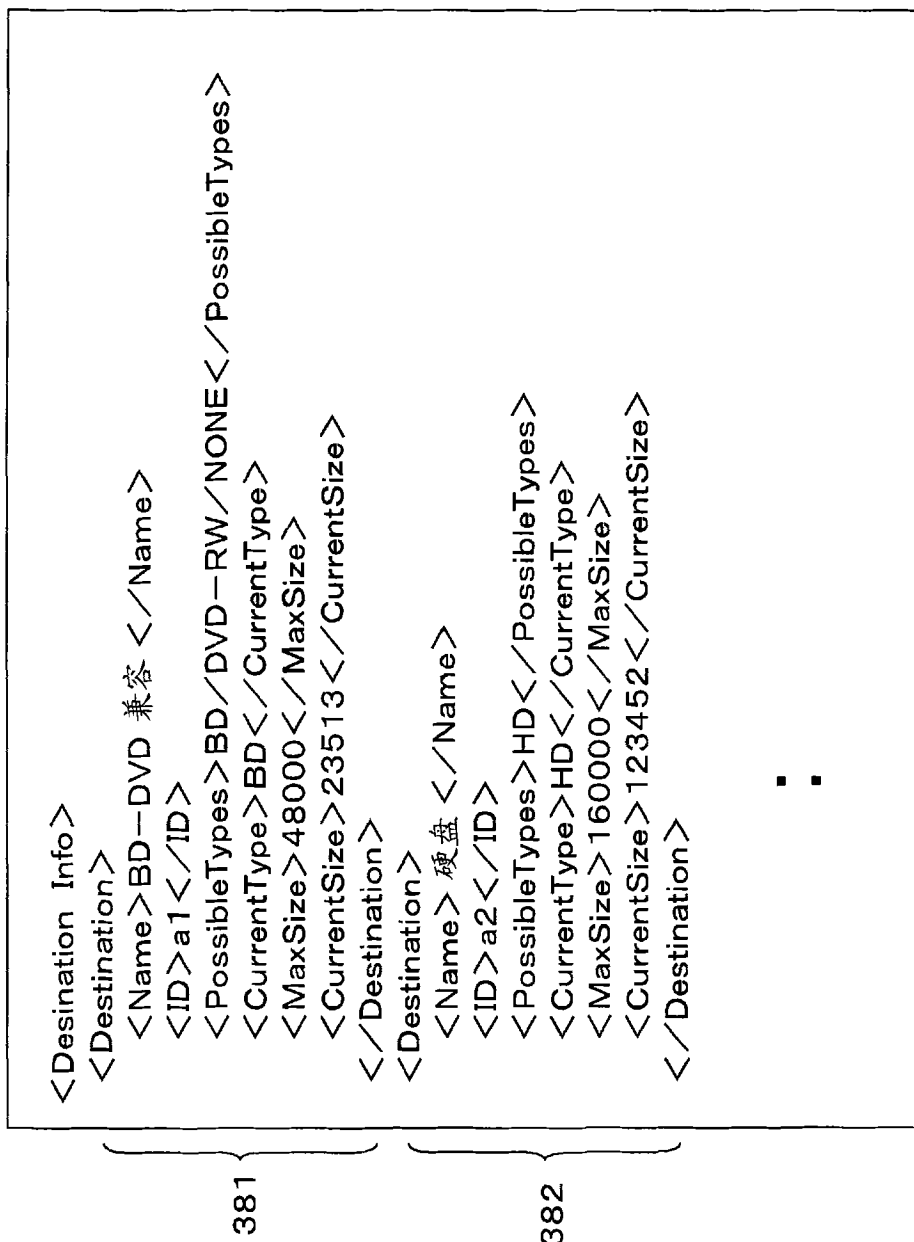 <Desination Info>
<Destination>
<Name>BD-DVD 兼容 </Name>
<ID>a1</ID>
<PossibleTypes>BD/DVD-RW/NONE</PossibleTypes>
<CurrentType>BD</CurrentType>
<MaxSize>48000</MaxSize>
<CurrentSize>23513</CurrentSize>
</Destination>
<Destination>
<Name> 硬盘 </Name>
<ID>a2</ID>
<PossibleTypes>HD</PossibleTypes>
<CurrentType>HD</CurrentType>
<MaxSize>160000</MaxSize>
<CurrentSize>123452</CurrentSize>
</Destination>
381
382